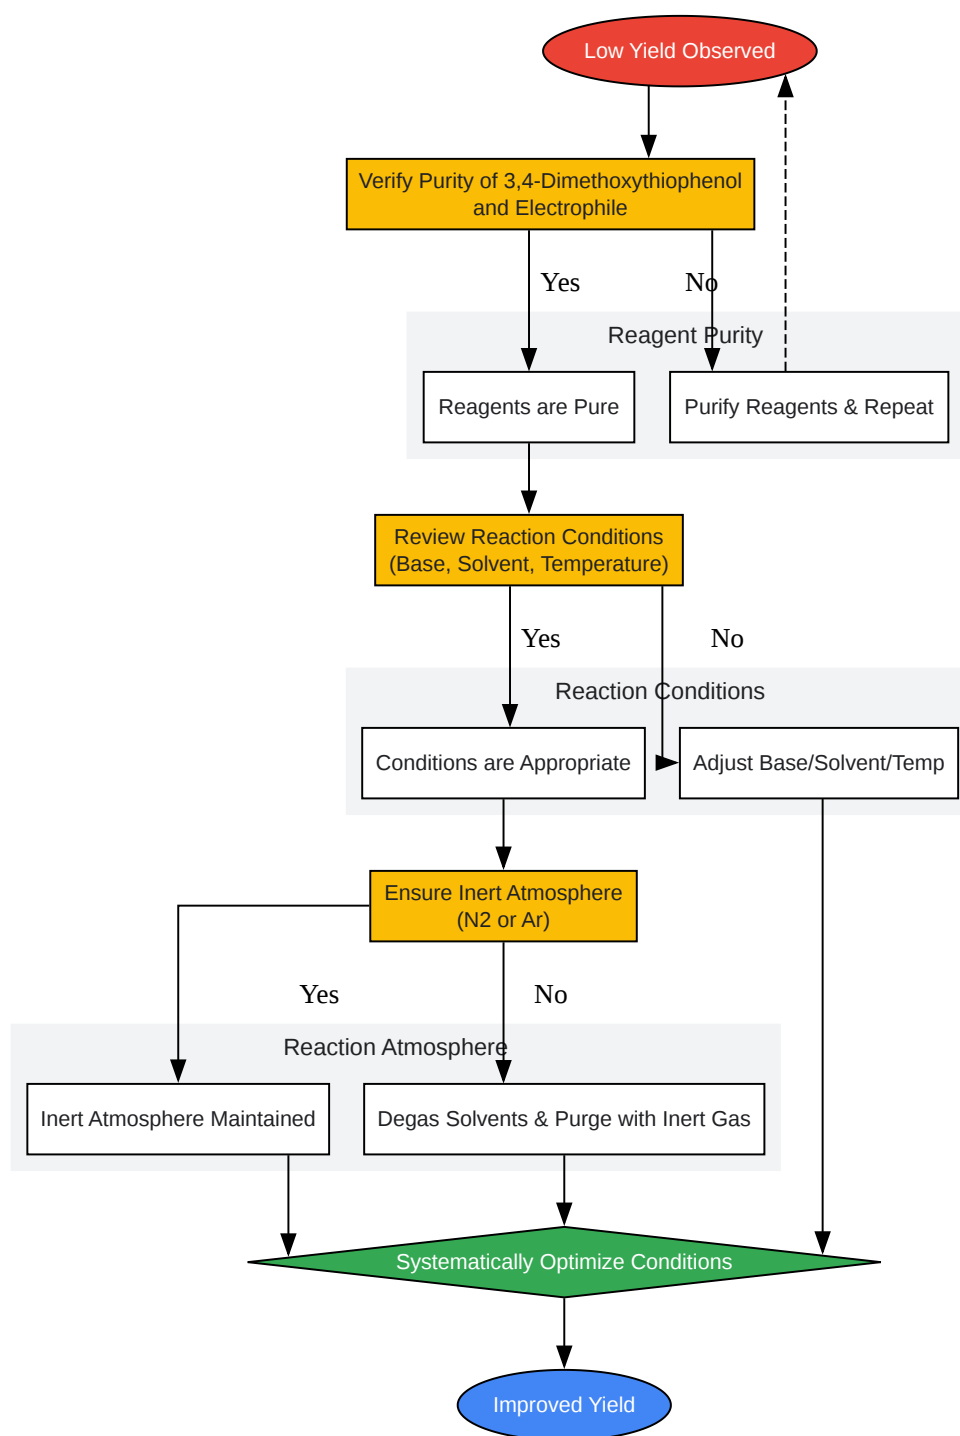 Low Yield Observed
Verify Purity of 3,4-Dimethoxythiophenol
and Electrophile
Yes
No
Reagent Purity
Reagents are Pure
Purify Reagents & Repeat
Review Reaction Conditions
(Base, Solvent, Temperature)
Yes
No
Reaction Conditions
Conditions are Appropriate
Adjust Base/Solvent/Temp
Ensure Inert Atmosphere
(N2 or Ar)
Yes
No
Reaction Atmosphere
Inert Atmosphere Maintained
Degas Solvents & Purge with Inert Gas
Systematically Optimize Conditions
Improved Yield